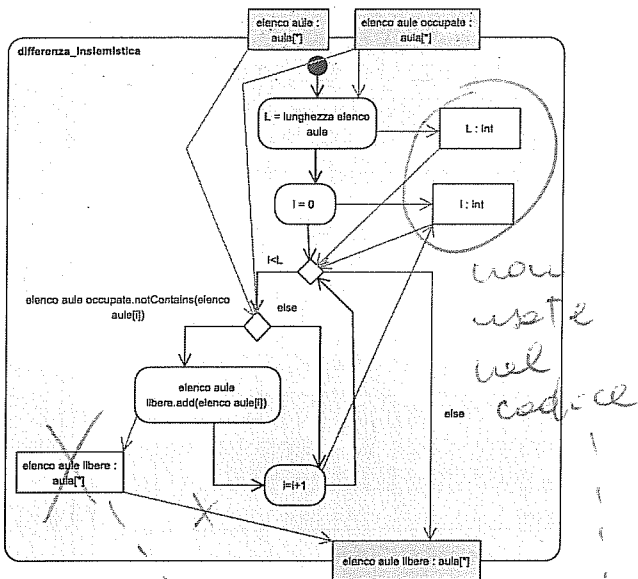 elenco aule :
aula[*]
elenco aule occupate :
aula[*]
differenza_insiemistica
L = lunghezza elenco
aule
L : int
i = 0
i : int
i<L
elenco aule occupate.notContains(elenco
aule[i])
else
non
usate
nel
codice
elenco aule
libere.add(elenco aule[i])
else
elenco aule libere :
aula[*]
i=i+1
elenco aule libere : aula[*]